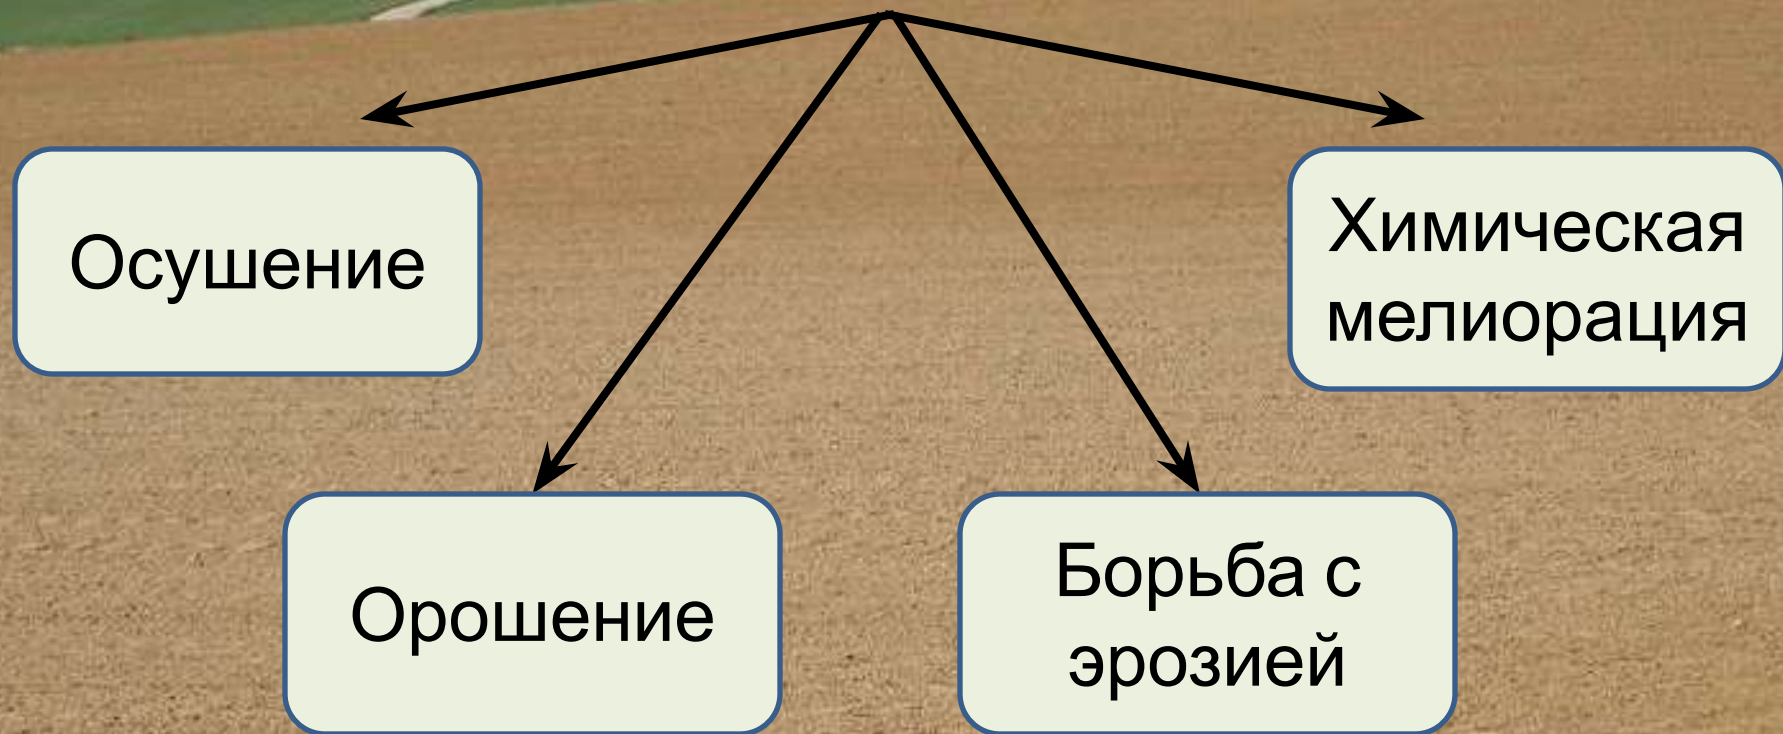 Осушение
Химическая
мелиорация
Орошение
Борьба с
эрозией